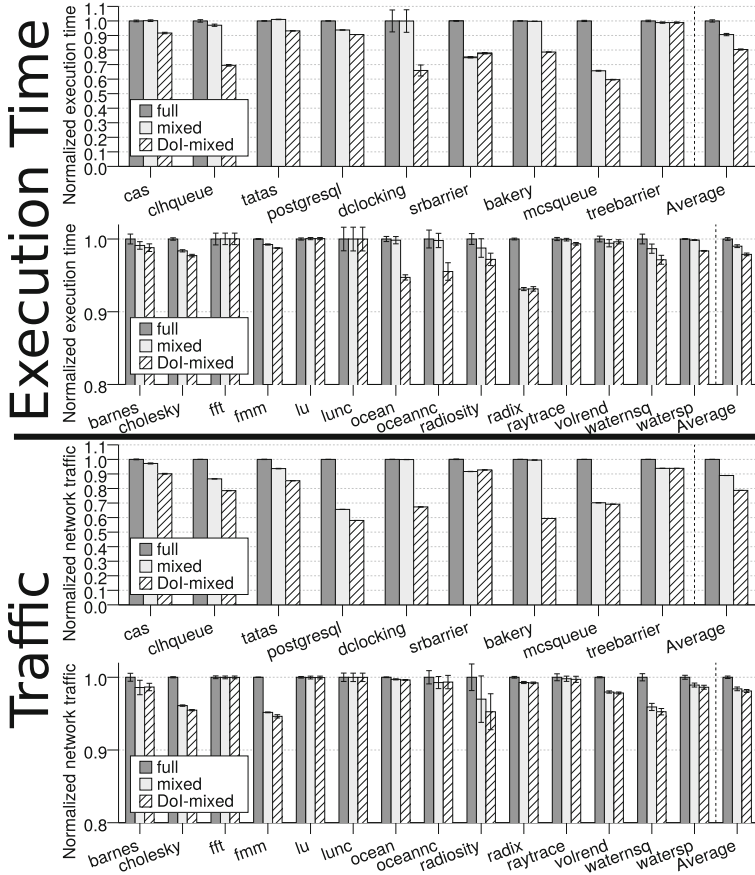 Execution Time
Normalized execution time
1.1
1.0
0.9
0.8
0.7
0.6
0.5
0.4
0.3
0.2
0.1
0.0
full
mixed
DoI-mixed
cas clhqueue tatas postgresql dclocking srbarrier bakery mcsqueue treebarrier Average
Normalized execution time
1.0
0.9
0.8
full
mixed
DoI-mixed
barnes cholesky fft fmm lu lunc ocean oceannc radiosity radix raytrace volrend waternsq watersp Average
Traffic
Normalized network traffic
1.1
1.0
0.9
0.8
0.7
0.6
0.5
0.4
0.3
0.2
0.1
0.0
full
mixed
DoI-mixed
cas clhqueue tatas postgresql dclocking srbarrier bakery mcsqueue treebarrier Average
Normalized network traffic
1.0
0.9
0.8
full
mixed
DoI-mixed
barnes cholesky fft fmm lu lunc ocean oceannc radiosity radix raytrace volrend waternsq watersp Average